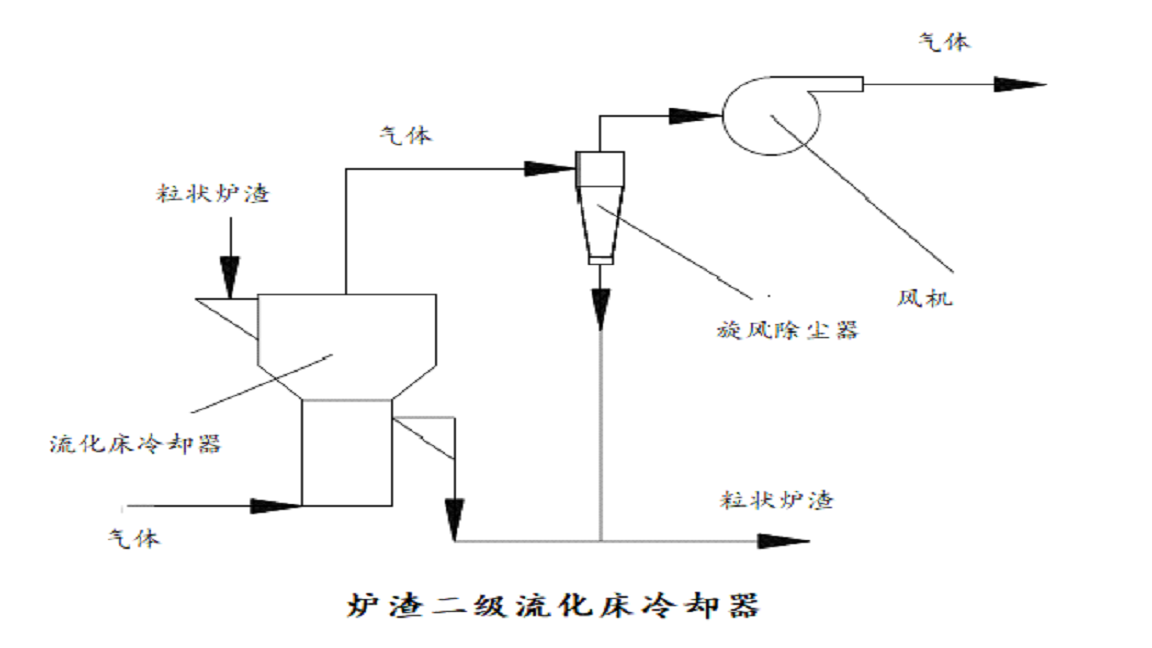 气体
气体
粒状炉渣
风机
旋风除尘器
流化床冷却器
粒状炉渣
气体
炉渣二级流化床冷却器